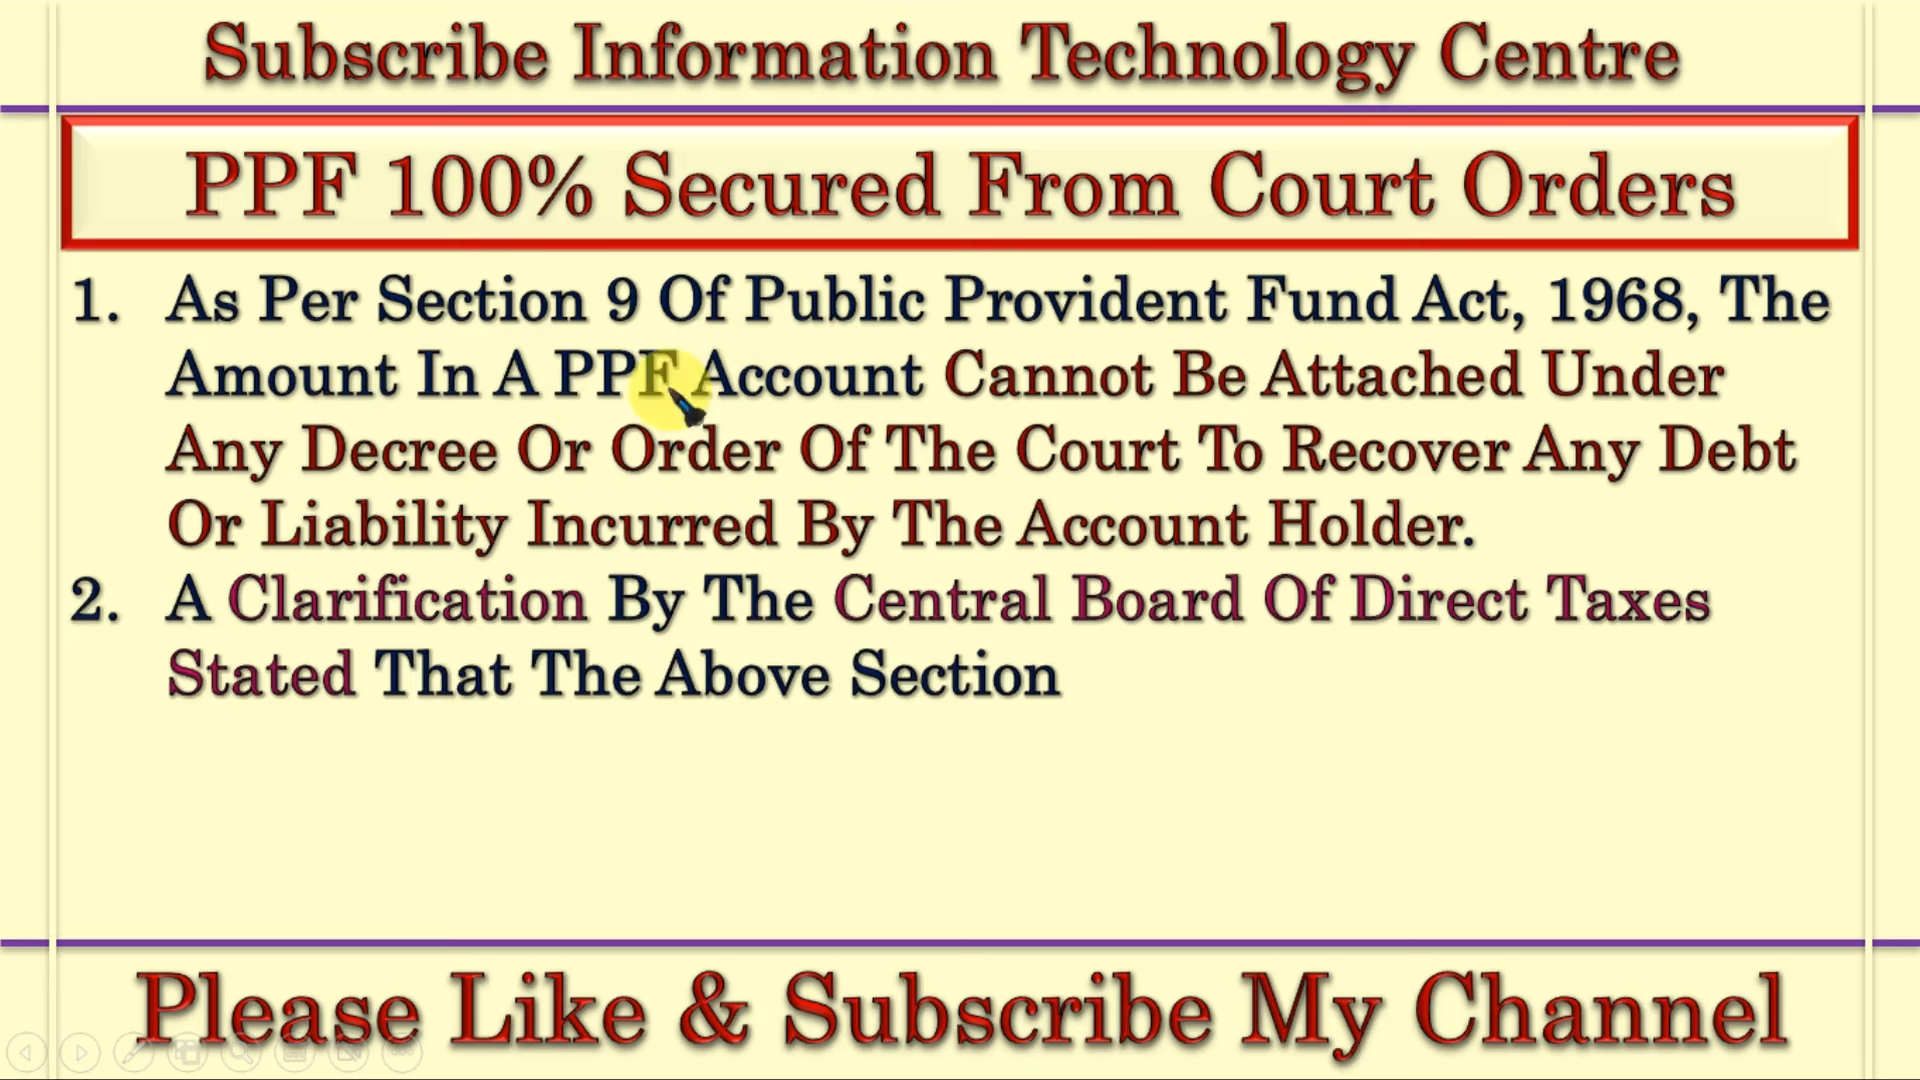 Subscribe Information Technology Centre
PPF 100% Secured From Court Orders
1. As Per Section 9 Of Public Provident Fund Act, 1968, The
Amount In A PPF Account Cannot Be Attached Under
Any Decree Or Order Of The Court To Recover Any Debt
Or Liability Incurred By The Account Holder.
2. A Clarification By The Central Board Of Direct Taxes
Stated That The Above Section
Please Like & Subscribe My Channel